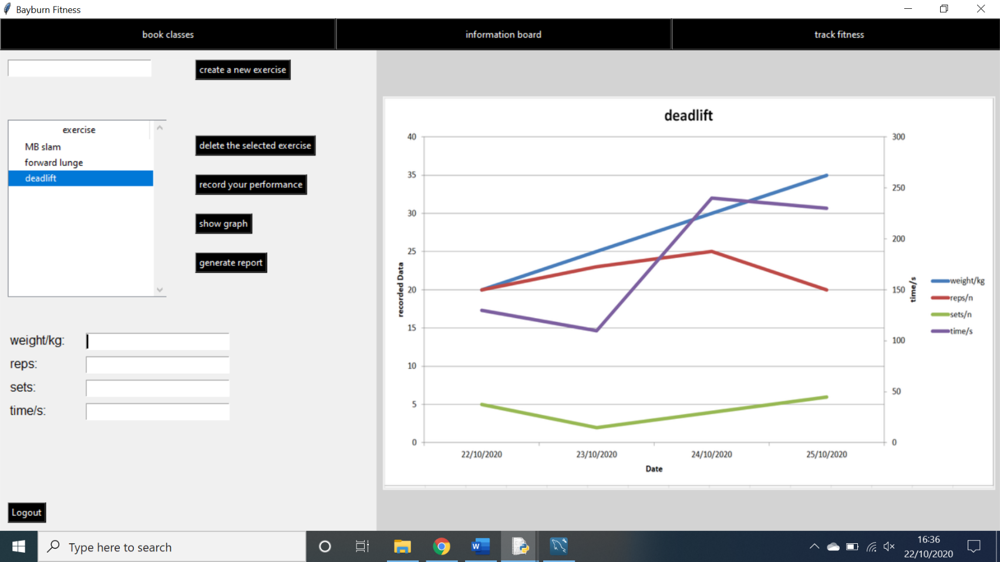 Bayburn Fitness
book classes
information board
track fitness
create a new exercise
exercise
MB slam
forward lunge
deadlift
delete the selected exercise
record your performance
show graph
generate report
weight/kg:
reps:
sets:
time/s:
Logout
deadlift
40
35
30
25
20
15
10
5
0
recorded Data
300
250
200
150
100
50
0
time/s
weight/kg
reps/n
sets/n
time/s
22/10/2020
23/10/2020
24/10/2020
25/10/2020
Date
Type here to search
W
16:36
22/10/2020